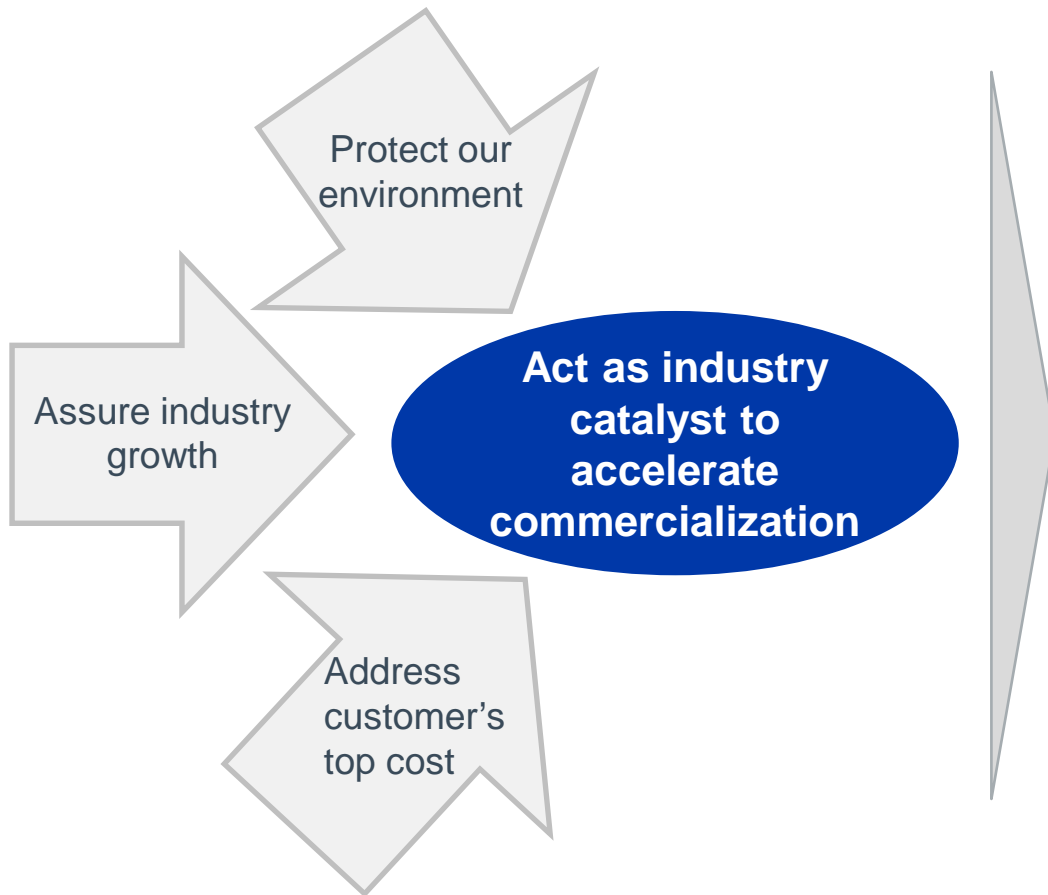 Protect our
environment
Assure industry
growth
Act as industry
catalyst to
accelerate
commercialization
Address
customer’s
top cost